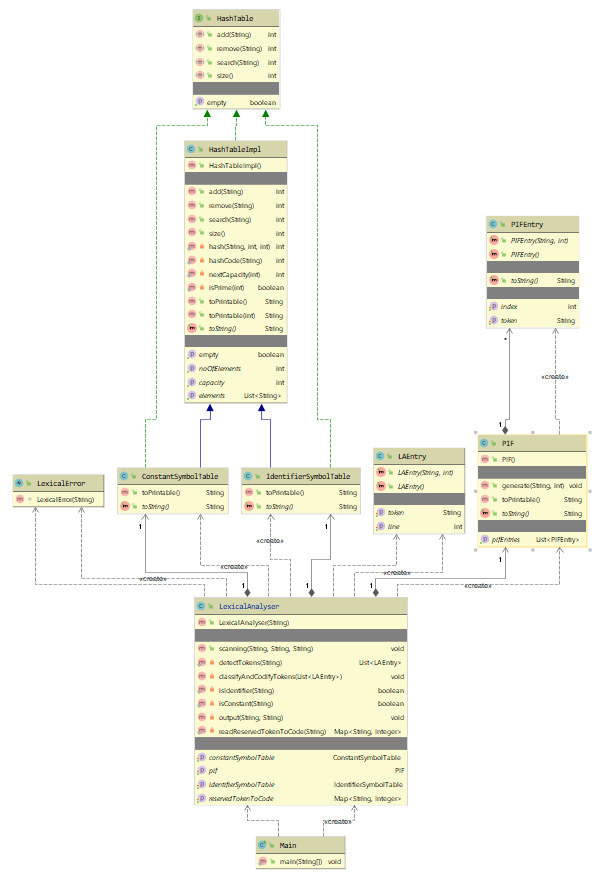 HashTable
add(String) int
remove(String) int
search(String) int
size() int
empty boolean
HashTableImpl
HashTableImpl()
add(String) int
remove(String) int
search(String) int
size() int
hash(String, int, int) int
hashCode(String) int
nextCapacity(int) int
isPrime(int) boolean
toPrintable() String
toPrintable(int) String
toString() String
empty boolean
noOfElements int
capacity int
elements List<String>
PIFEntry
PIFEntry(String, int)
PIFEntry()
toString() String
index int
token String
*
«create»
1
PIF
PIF()
generate(String, int) void
toPrintable() String
toString() String
pifEntries List<PIFEntry>
LAEntry
LAEntry(String, int)
LAEntry()
token String
line int
LexicalError
LexicalError(String)
ConstantSymbolTable
toPrintable() String
toString() String
IdentifierSymbolTable
toPrintable() String
toString() String
1
1
1
«create»
«create»
«create»
«create»
1
1
1
LexicalAnalyser
LexicalAnalyser(String)
scanning(String, String, String) void
detectTokens(String) List<LAEntry>
classifyAndCodifyTokens(List<LAEntry>) void
isIdentifier(String) boolean
isConstant(String) boolean
output(String, String) void
readReservedTokenToCode(String) Map<String, Integer>
constantSymbolTable ConstantSymbolTable
pif PIF
identifierSymbolTable IdentifierSymbolTable
reservedTokenToCode Map<String, Integer>
«create»
Main
main(String[]) void